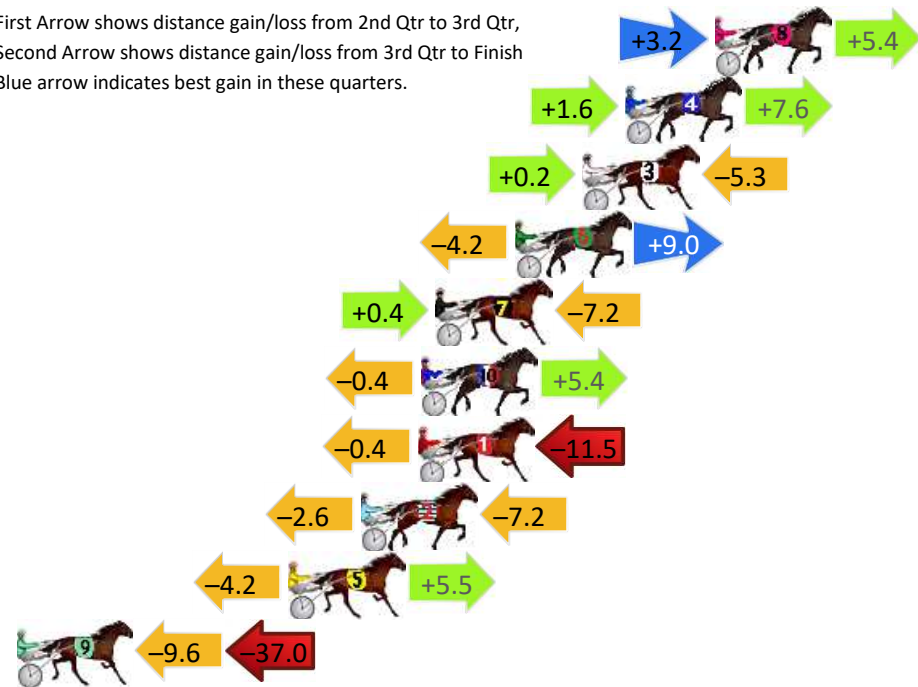 First Arrow shows distance gain/loss from 2nd Qtr to 3rd Qtr,
Second Arrow shows distance gain/loss from 3rd Qtr to Finish
Blue arrow indicates best gain in these quarters.
+3.2 8 +5.4
+1.6 4 +7.6
+0.2 3 –5.3
–4.2 6 +9.0
+0.4 7 –7.2
–0.4 10 +5.4
–0.4 1 –11.5
–2.6 2 –7.2
–4.2 5 +5.5
9 –9.6 –37.0